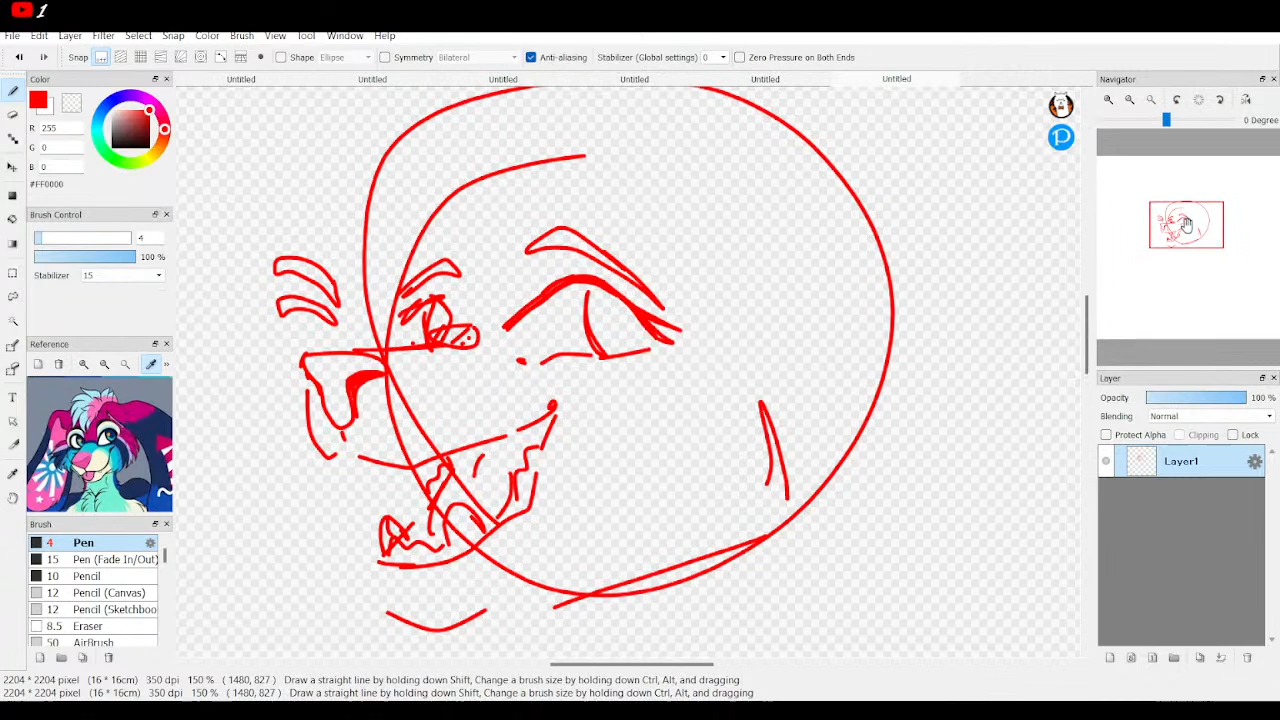 1
File Edit Layer Filter Select Snap Color Brush View Tool Window Help
Snap Shape Ellipse Symmetry Bilateral Anti-aliasing Stabilizer (Global settings) 0 Zero Pressure on Both Ends
Color
Untitled Untitled Untitled Untitled Untitled Untitled
Navigator
R 255
G 0
B 0
#FF0000
0 Degree
Brush Control
4
100 %
Stabilizer 15
Reference
Layer
Opacity 100 %
Blending Normal
Protect Alpha Clipping Lock
Layer1
Brush
4 Pen
15 Pen (Fade In/Out)
10 Pencil
12 Pencil (Canvas)
12 Pencil (Sketchboo
8.5 Eraser
50 AirBrush
T
P
2204 * 2204 pixel (16 * 16cm) 350 dpi 150 % ( 1480, 827 ) Draw a straight line by holding down Shift, Change a brush size by holding down Ctrl, Alt, and dragging
2204 * 2204 pixel (16 * 16cm) 350 dpi 150 % ( 1480, 827 ) Draw a straight line by holding down Shift, Change a brush size by holding down Ctrl, Alt, and dragging